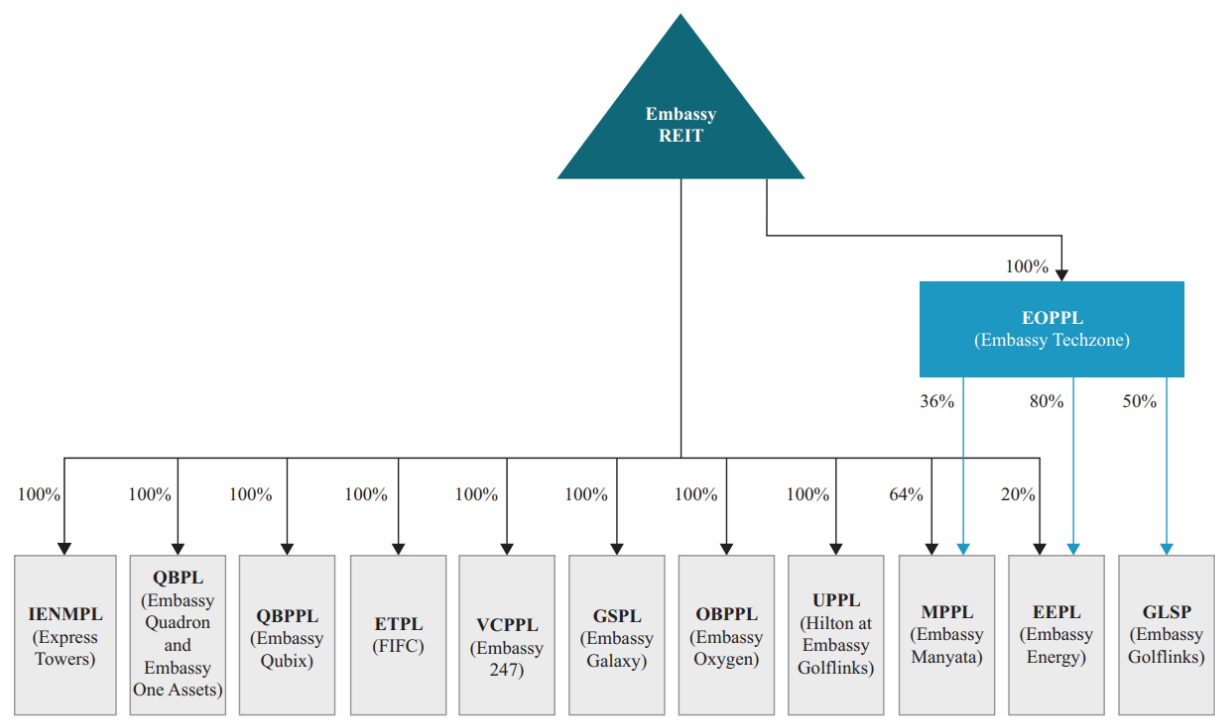 Embassy
REIT
100%
EOPPL
(Embassy Techzone)
36%
80%
50%
100%
100%
100%
100%
100%
100%
100%
100%
64%
20%
IENMPL
(Express
Towers)
QBPL
(Embassy
Quadron
and
Embassy
One Assets)
QBPPL
(Embassy
Qubix)
ETPL
(FIFC)
VCPPL
(Embassy
247)
GSPL
(Embassy
Galaxy)
OBPPL
(Embassy
Oxygen)
UPPL
(Hilton at
Embassy
Golflinks)
MPPL
(Embassy
Manyata)
EEPL
(Embassy
Energy)
GLSP
(Embassy
Golflinks)